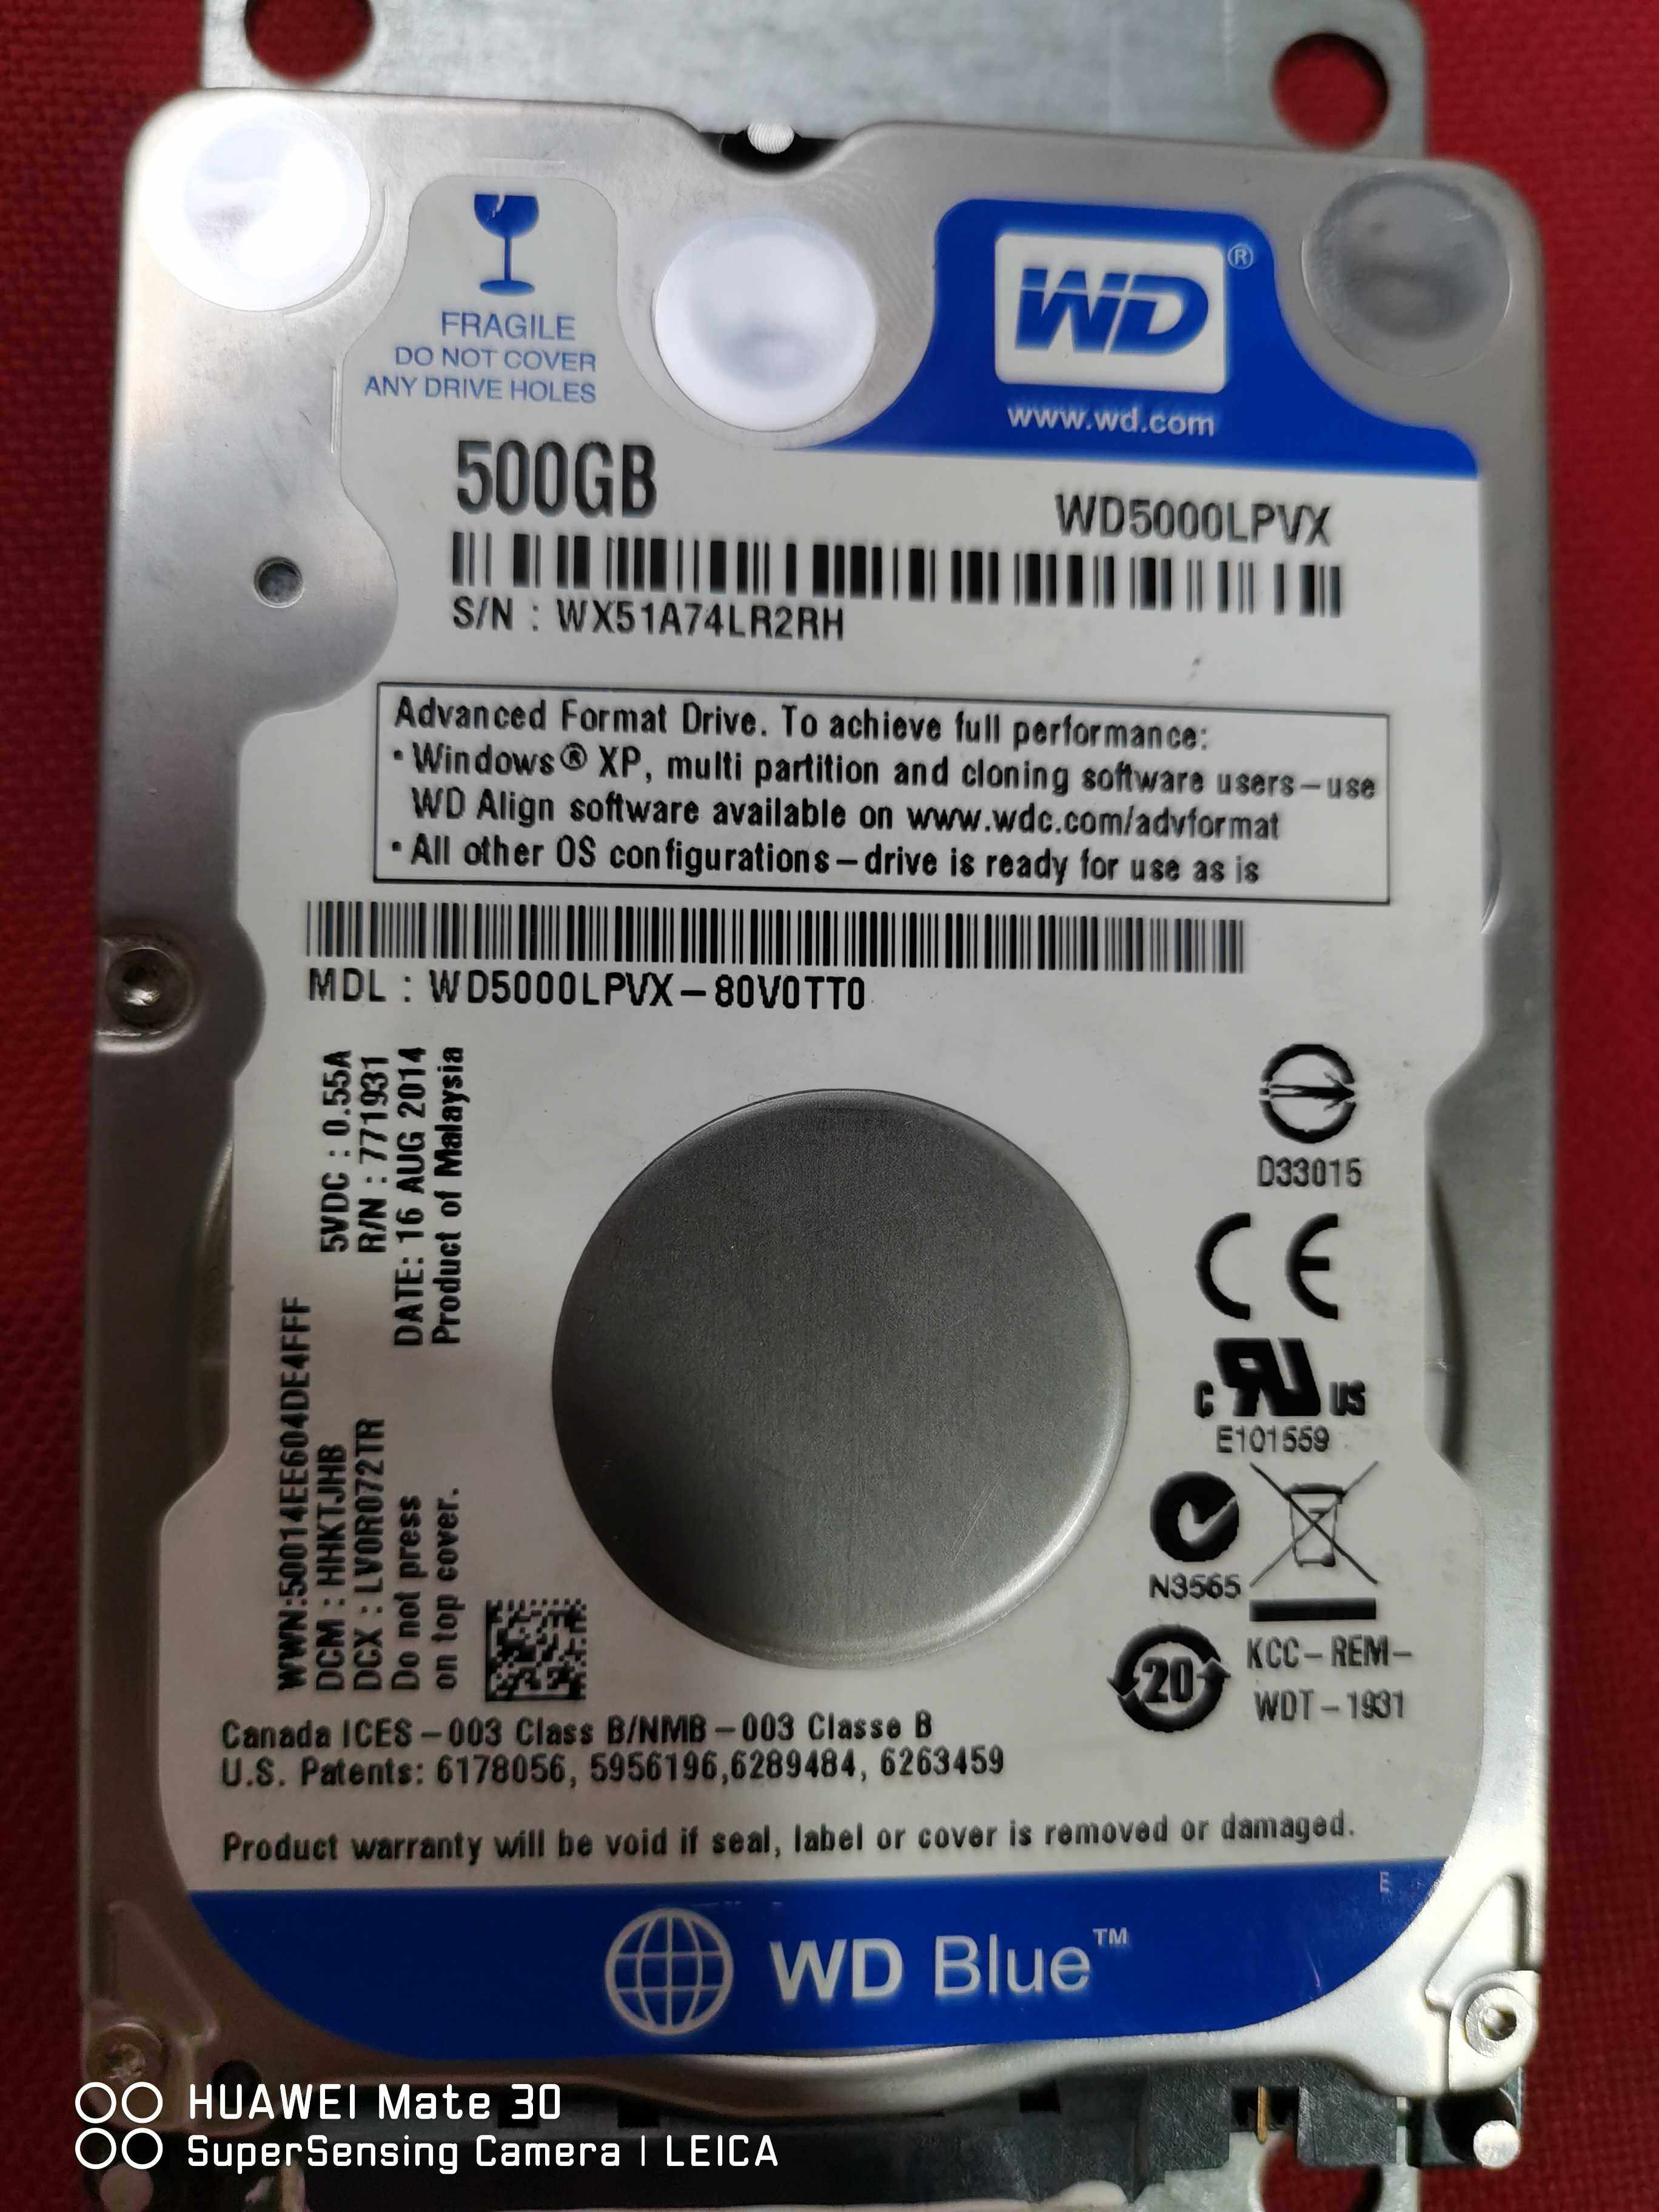 FRAGILE
DO NOT COVER
ANY DRIVE HOLES
WD®
www.wd.com
500GB
WD5000LPVX
S/N : WX51A74LR2RH
Advanced Format Drive. To achieve full performance:
• Windows® XP, multi partition and cloning software users-use
WD Align software available on www.wdc.com/advformat
• All other OS configurations-drive is ready for use as is
MDL : WD5000LPVX-80V0TT0
5VDC : 0.55A
R/N : 771931
DATE: 16 AUG 2014
Product of Malaysia
WWN:50014EE604DE4FFF
DCM : HHKTJHB
DCX : LV0R072TR
Do not press
on top cover.
D33015
CE
c RU US
E101559
N3565
20
KCC-REM-
WDT-1931
Canada ICES-003 Class B/NMB-003 Classe B
U.S. Patents: 6178056, 5956196,6289484, 6263459
Product warranty will be void if seal, label or cover is removed or damaged.
E
WD Blue™
HUAWEI Mate 30
SuperSensing Camera | LEICA